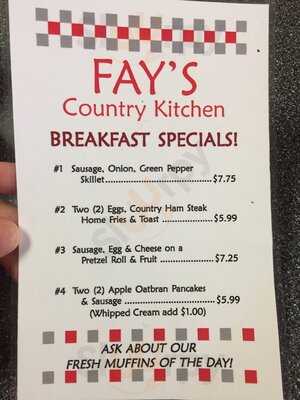 FAY'S
Country Kitchen
BREAKFAST SPECIALS!
#1 Sausage, Onion, Green Pepper
Skillet..............................$7.75
#2 Two (2) Eggs, Country Ham Steak
Home Fries & Toast ...............$5.99
#3 Sausage, Egg & Cheese on a
Pretzel Roll & Fruit ................$7.25
#4 Two (2) Apple Oatbran Pancakes
& Sausage ..........................$5.99
(Whipped Cream add $1.00)
ASK ABOUT OUR
FRESH MUFFINS OF THE DAY!